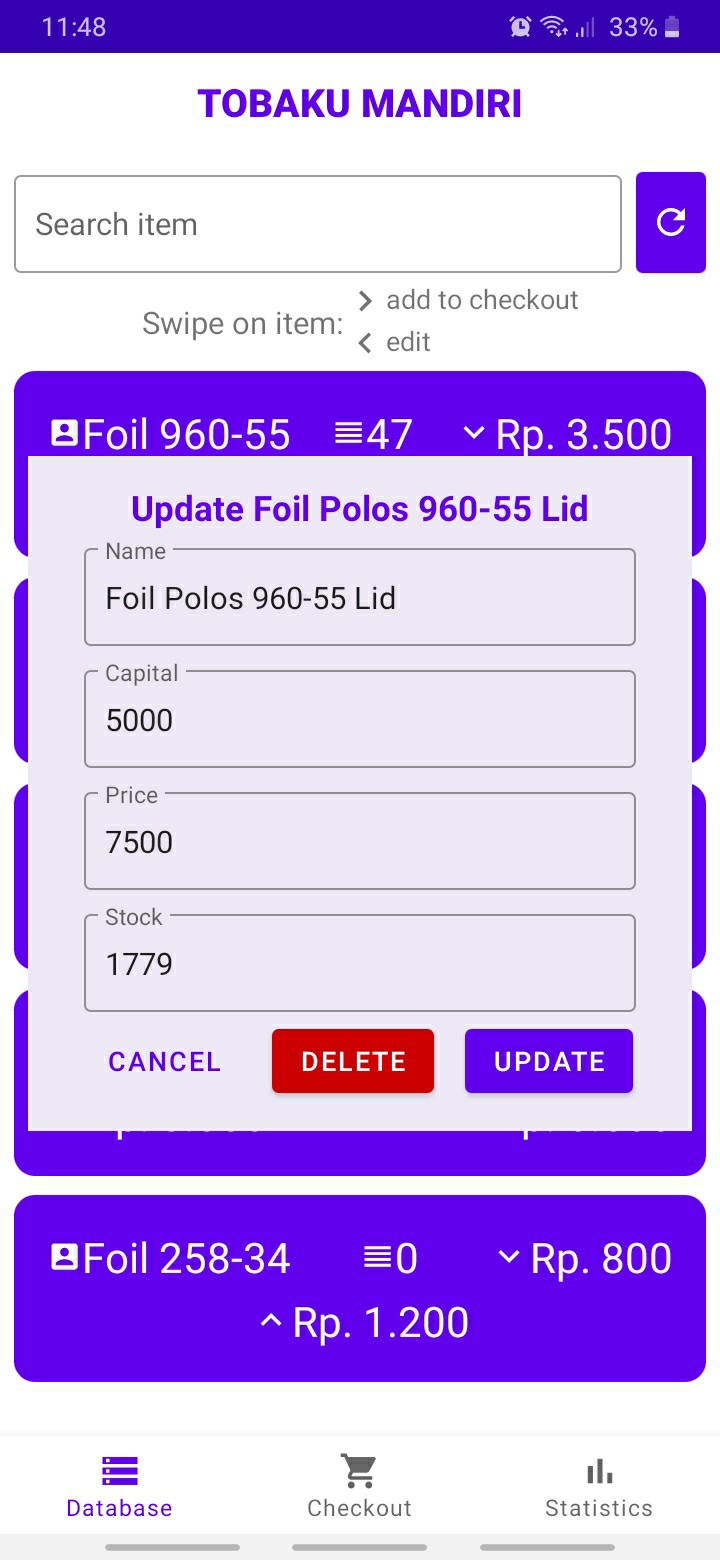 11:48 33%
TOBAKU MANDIRI
Search item
Swipe on item:
add to checkout
edit
Foil 960-55 47 Rp. 3.500
Update Foil Polos 960-55 Lid
Name
Foil Polos 960-55 Lid
Capital
5000
Price
7500
Stock
1779
CANCEL DELETE UPDATE
Foil 258-34 0 Rp. 800
Rp. 1.200
Database Checkout Statistics